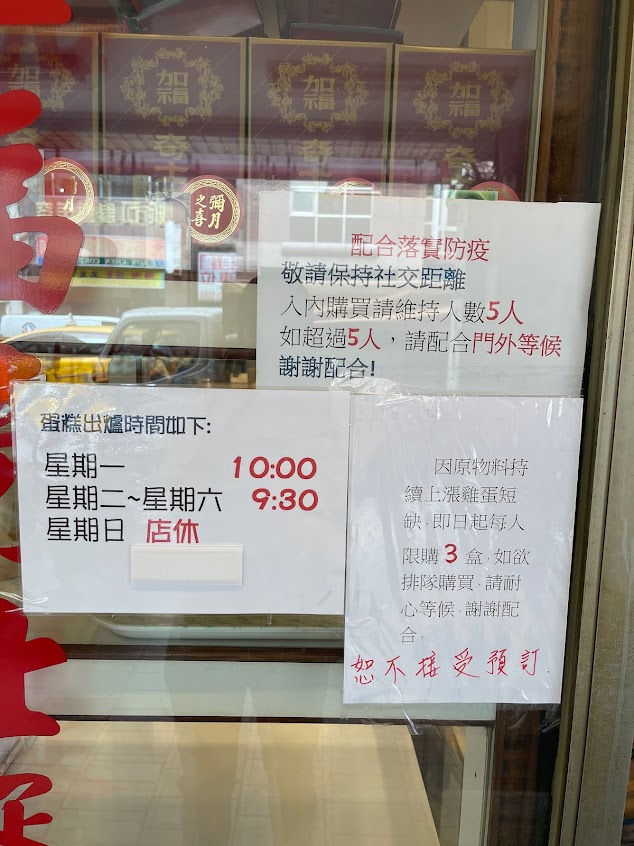 加福
加福
加福
加福
彌月
之喜
配合落實防疫
敬請保持社交距離
入內購買請維持人數5人
如超過5人，請配合門外等候
謝謝配合!
蛋糕出爐時間如下:
星期一 10:00
星期二~星期六 9:30
星期日 店休
因原物料持
續上漲雞蛋短
缺.即日起每人
限購3盒.如欲
排隊購買.請耐
心等候.謝謝配
合.
恕不接受預訂.